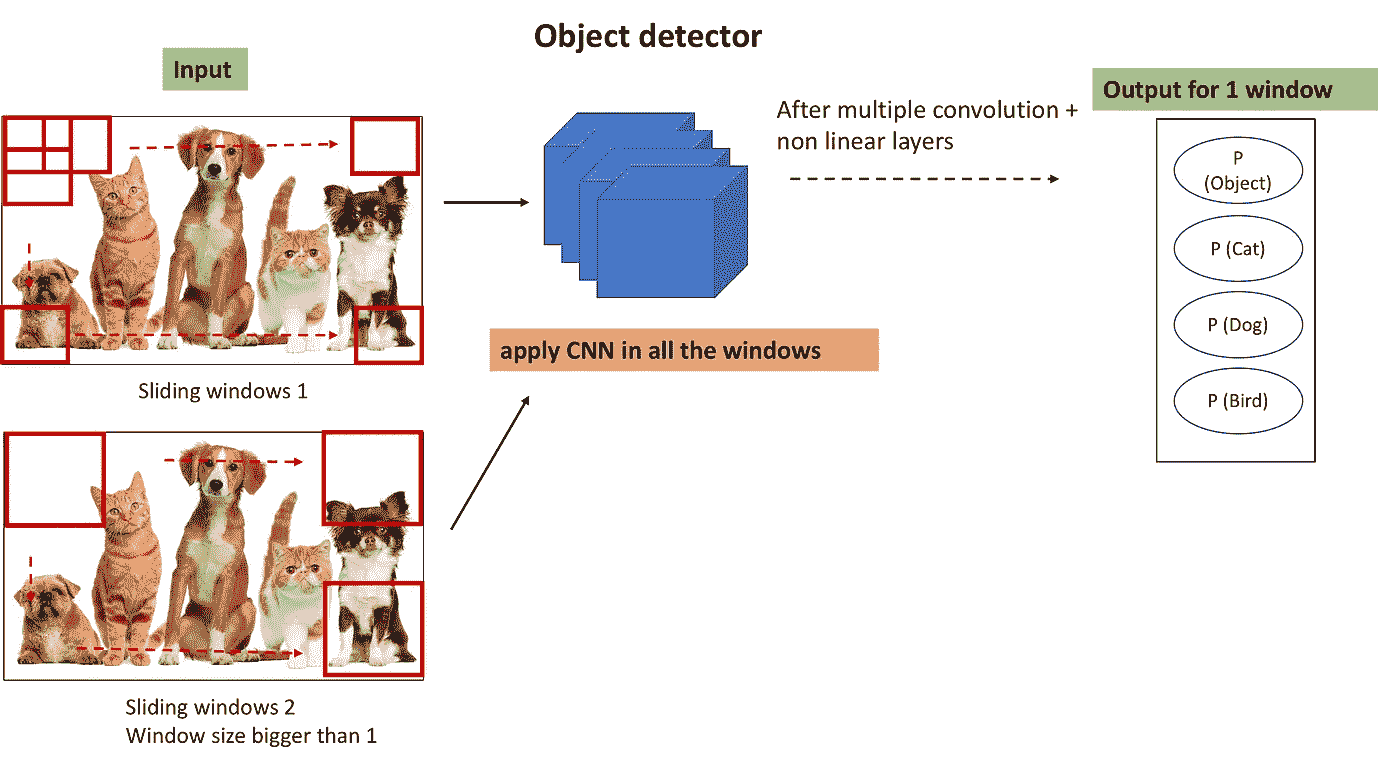 Object detector
Input
Output for 1 window
After multiple convolution +
non linear layers
P
(Object)
P (Cat)
P (Dog)
P (Bird)
apply CNN in all the windows
Sliding windows 1
Sliding windows 2
Window size bigger than 1